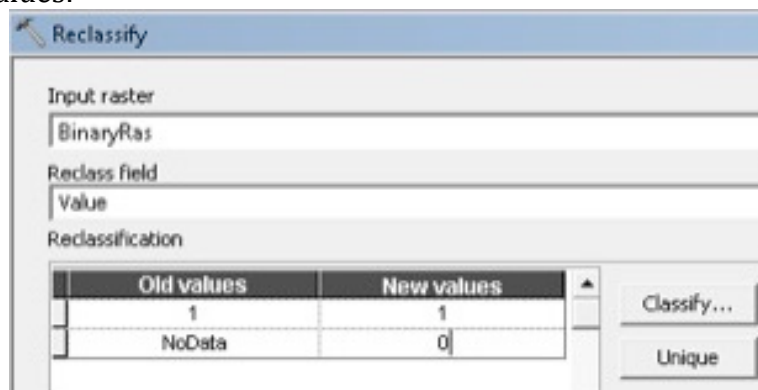 Reclassify
Input raster
BinaryRas
Reclass field
Value
Reclassification
Old values New values
1 1
NoData 0
Classify...
Unique